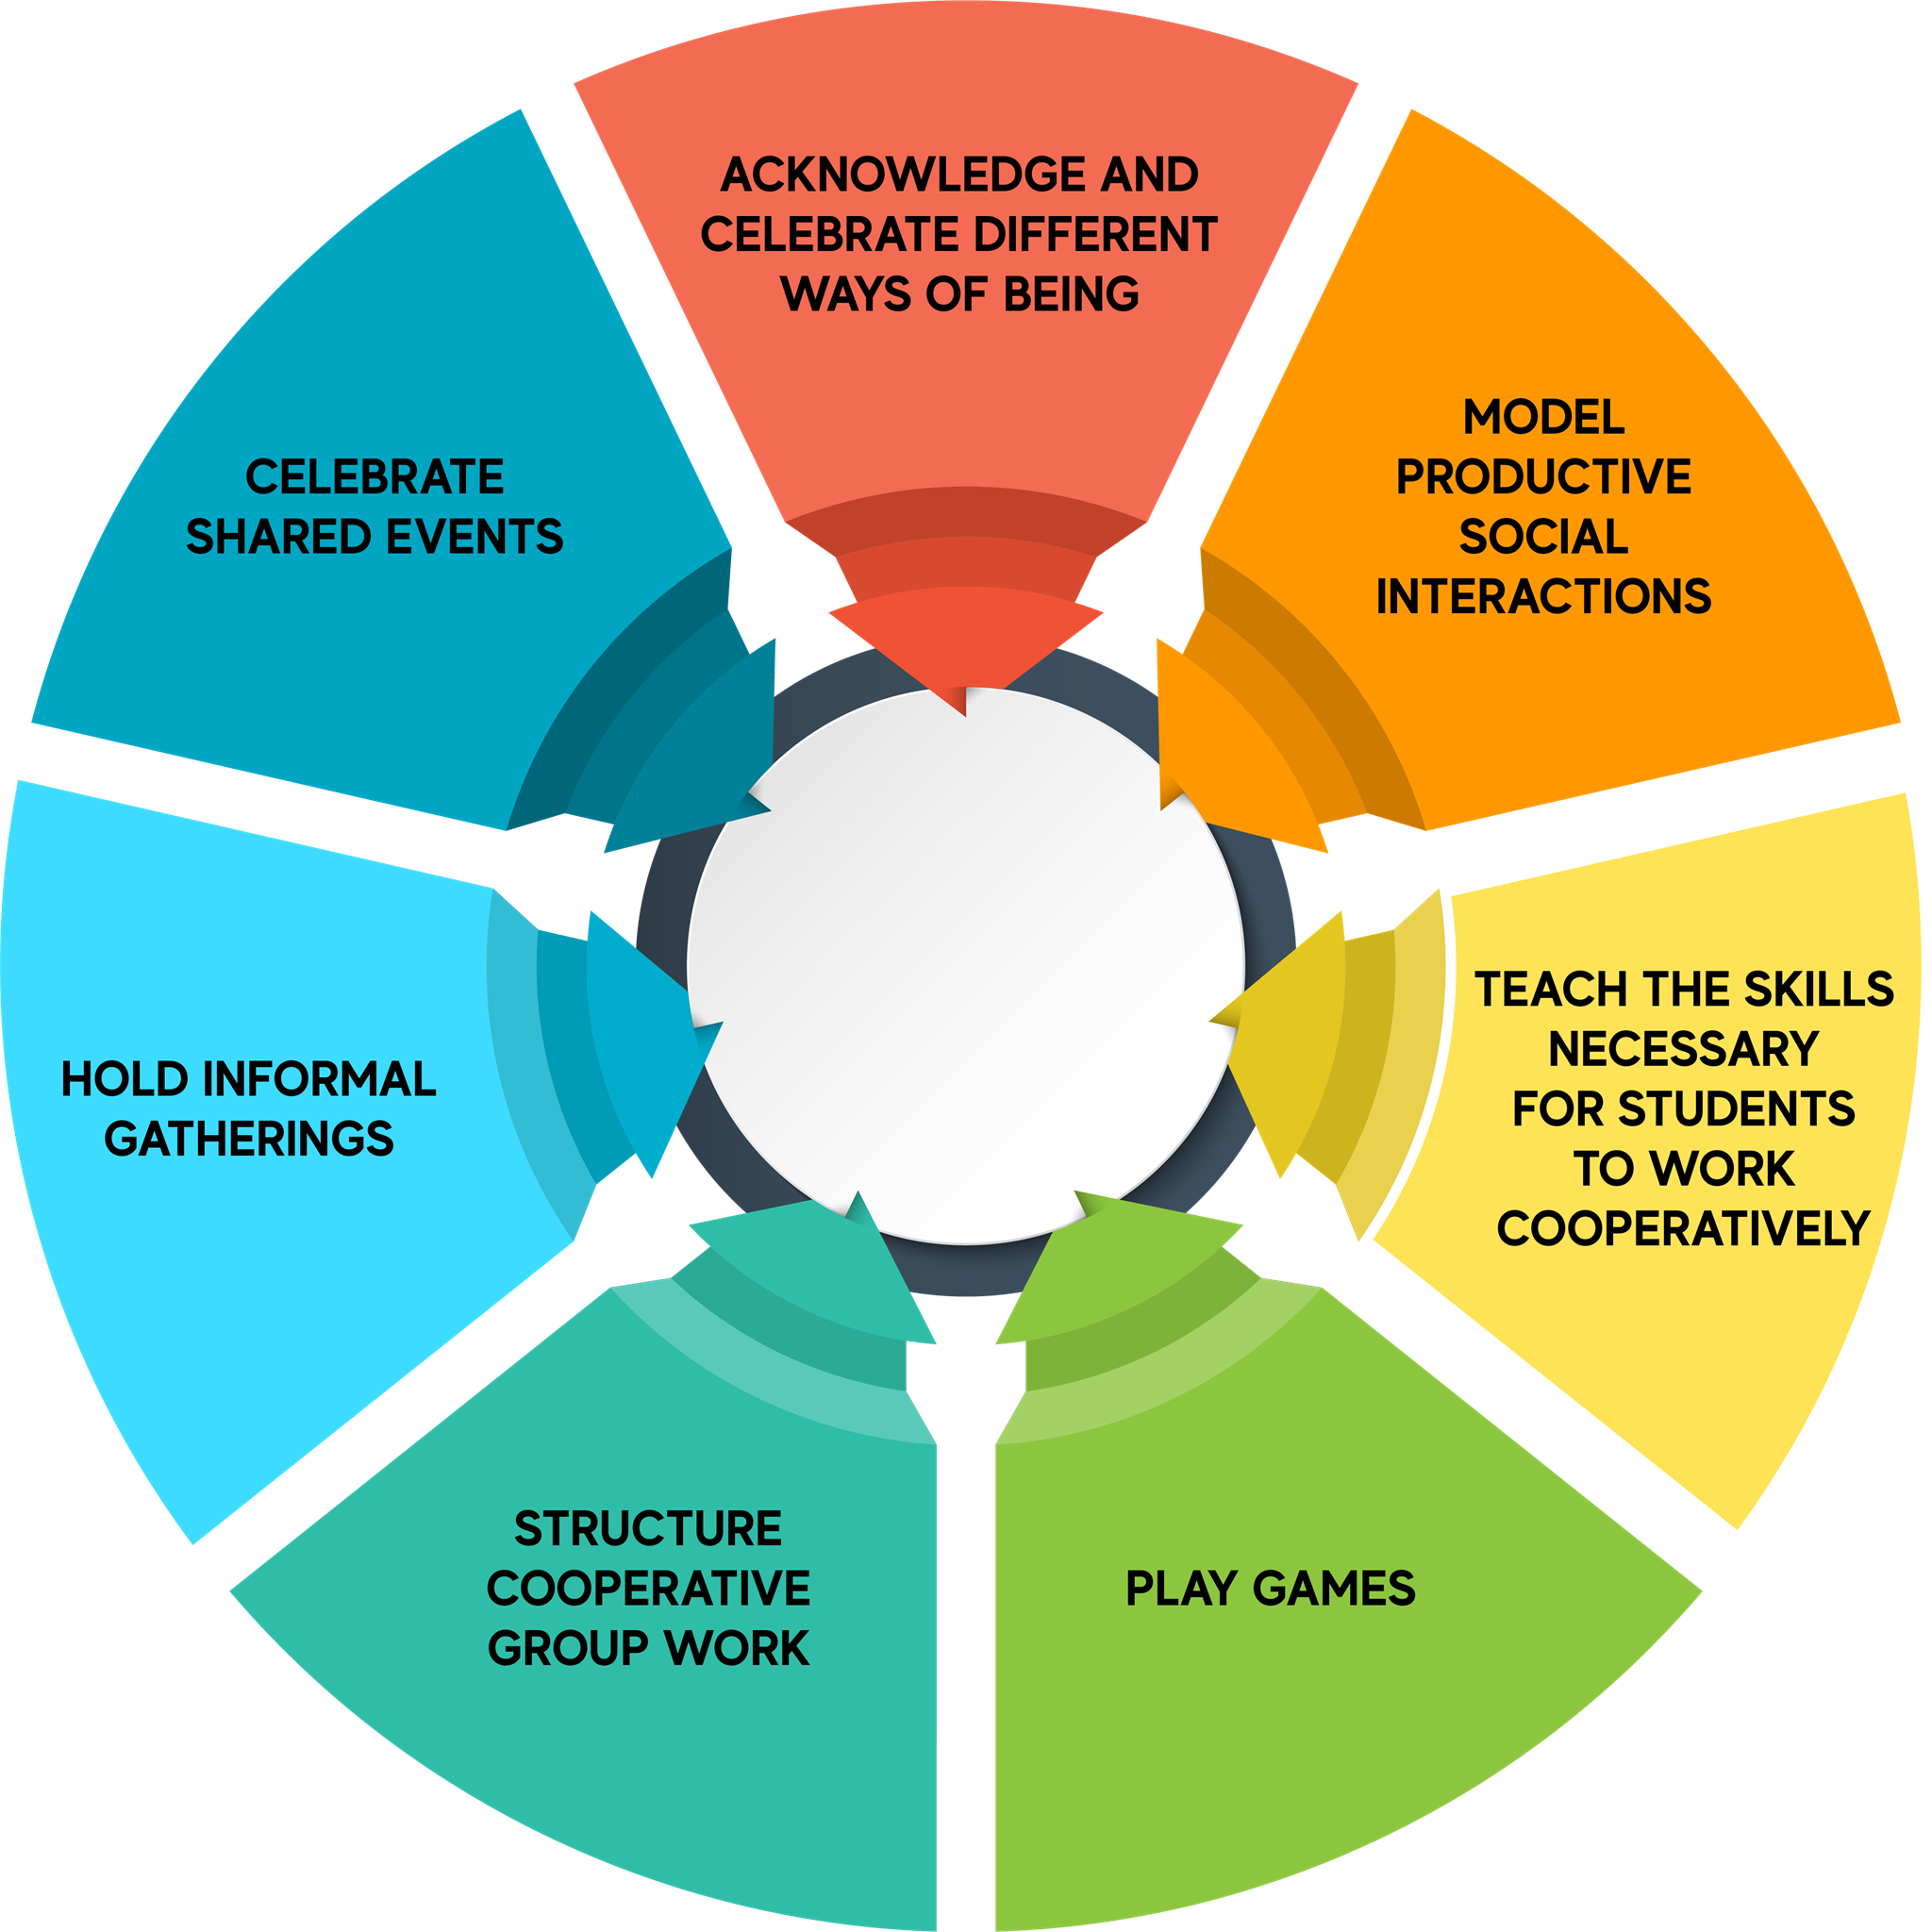 ACKNOWLEDGE AND
CELEBRATE DIFFERENT
WAYS OF BEING
MODEL
PRODUCTIVE
SOCIAL
INTERACTIONS
TEACH THE SKILLS
NECESSARY
FOR STUDENTS
TO WORK
COOPERATIVELY
PLAY GAMES
STRUCTURE
COOPERATIVE
GROUP WORK
HOLD INFORMAL
GATHERINGS
CELEBRATE
SHARED EVENTS